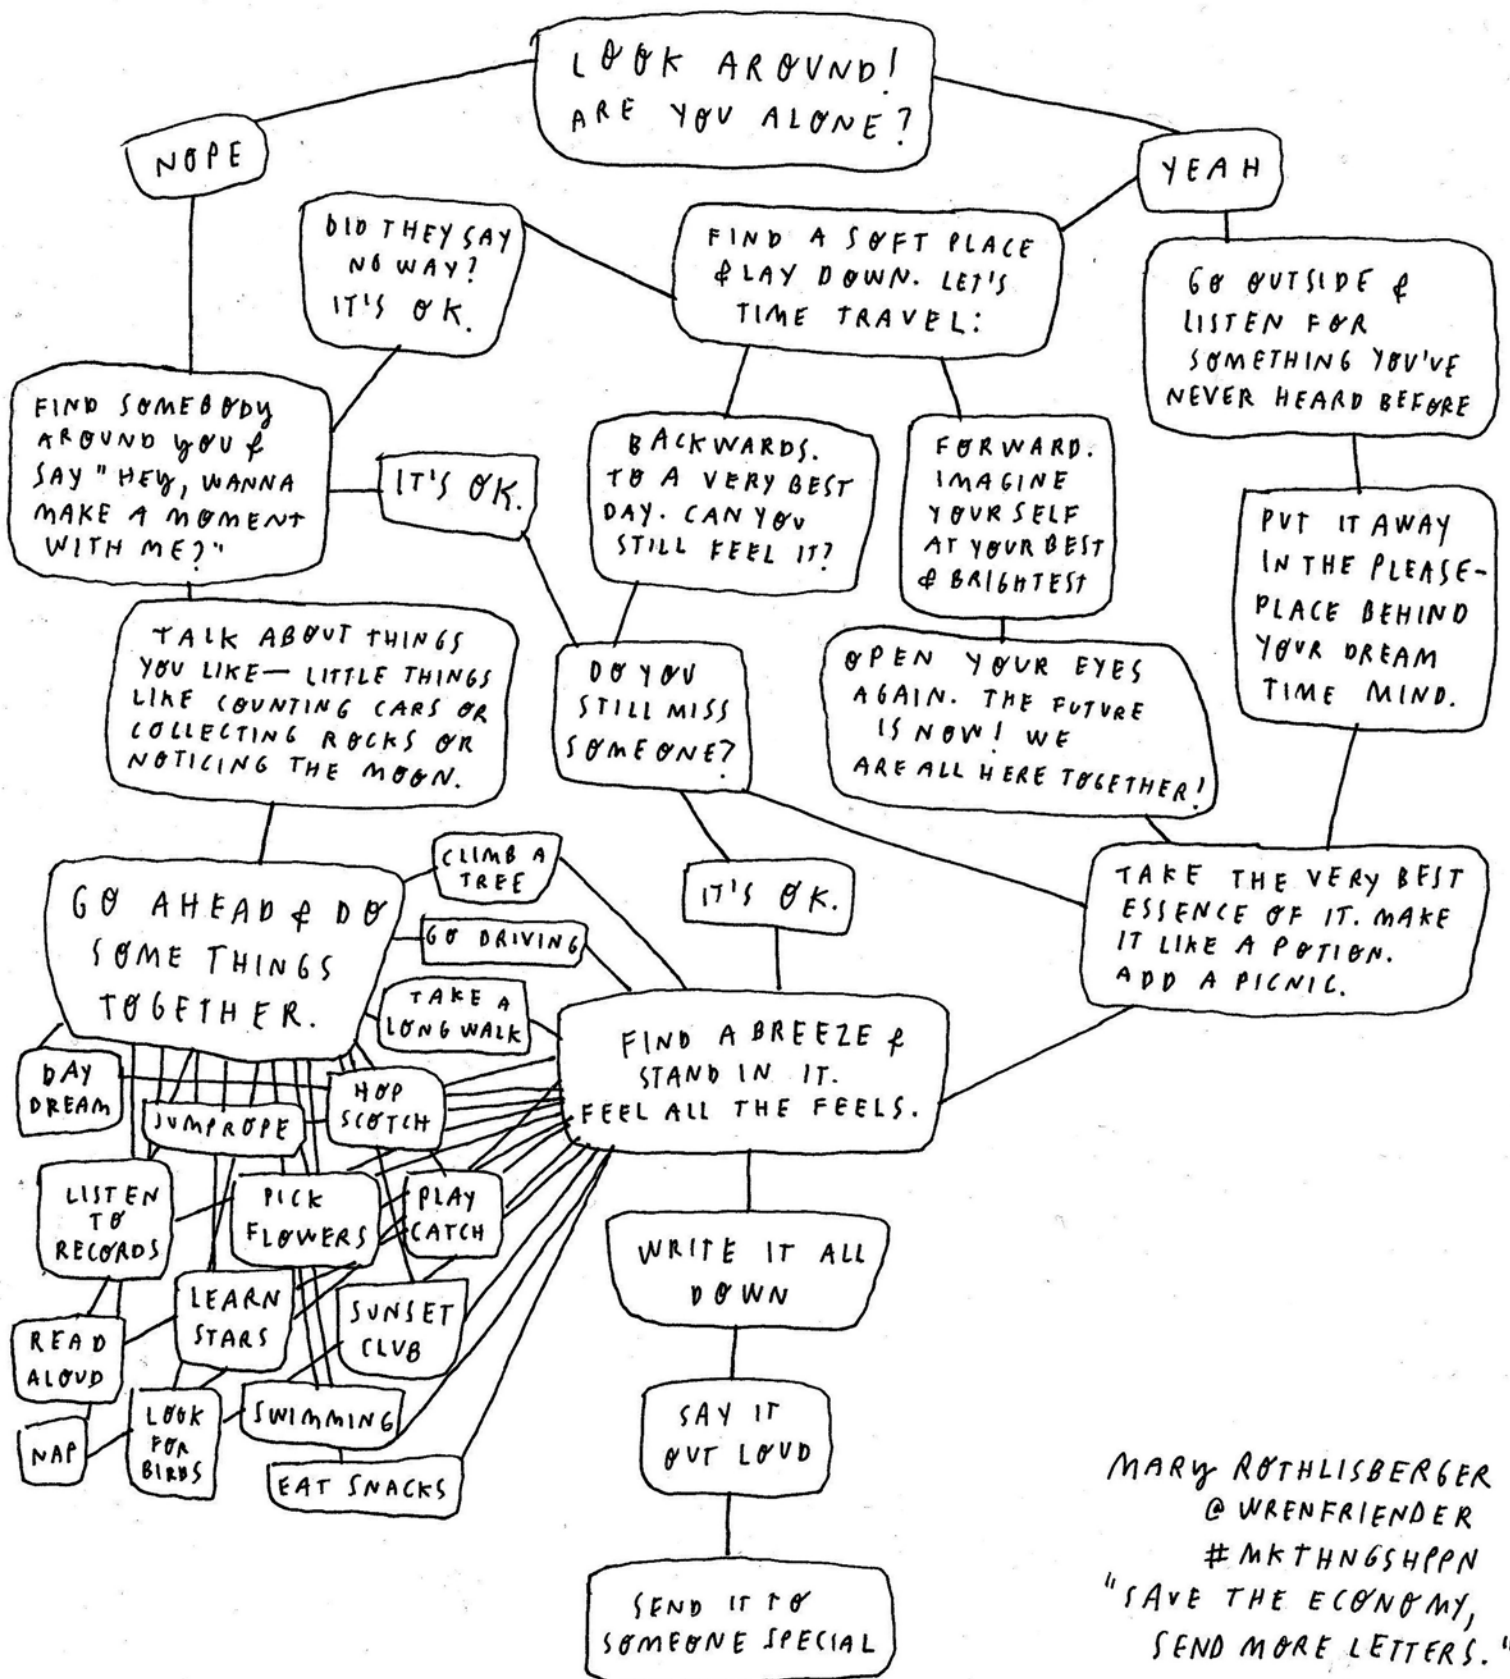 LOOK AROUND!
ARE YOU ALONE?
NOPE
YEAH
DID THEY SAY
NO WAY?
IT'S OK.
FIND A SOFT PLACE
& LAY DOWN. LET'S
TIME TRAVEL:
GO OUTSIDE &
LISTEN FOR
SOMETHING YOU'VE
NEVER HEARD BEFORE
FIND SOMEBODY
AROUND YOU &
SAY "HEY, WANNA
MAKE A MOMENT
WITH ME?"
IT'S OK.
BACKWARDS.
TO A VERY BEST
DAY. CAN YOU
STILL FEEL IT?
FORWARD.
IMAGINE
YOURSELF
AT YOUR BEST
& BRIGHTEST
PUT IT AWAY
IN THE PLEASE-
PLACE BEHIND
YOUR DREAM
TIME MIND.
TALK ABOUT THINGS
YOU LIKE— LITTLE THINGS
LIKE COUNTING CARS OR
COLLECTING ROCKS OR
NOTICING THE MOON.
DO YOU
STILL MISS
SOMEONE?
OPEN YOUR EYES
AGAIN. THE FUTURE
IS NOW! WE
ARE ALL HERE TOGETHER!
GO AHEAD & DO
SOME THINGS
TOGETHER.
CLIMB A
TREE
GO DRIVING
TAKE A
LONG WALK
IT'S OK.
TAKE THE VERY BEST
ESSENCE OF IT. MAKE
IT LIKE A POTION.
ADD A PICNIC.
DAY
DREAM
JUMPROPE
HOP
SCOTCH
FIND A BREEZE &
STAND IN IT.
FEEL ALL THE FEELS.
LISTEN
TO
RECORDS
PICK
FLOWERS
PLAY
CATCH
WRITE IT ALL
DOWN
READ
ALOUD
LEARN
STARS
SUNSET
CLUB
NAP
LOOK
FOR
BIRDS
SWIMMING
EAT SNACKS
SAY IT
OUT LOUD
SEND IT TO
SOMEONE SPECIAL
MARY ROTHLISBERGER
@WRENFRIENDER
#MKTHNGSHPPN
"SAVE THE ECONOMY,
SEND MORE LETTERS."